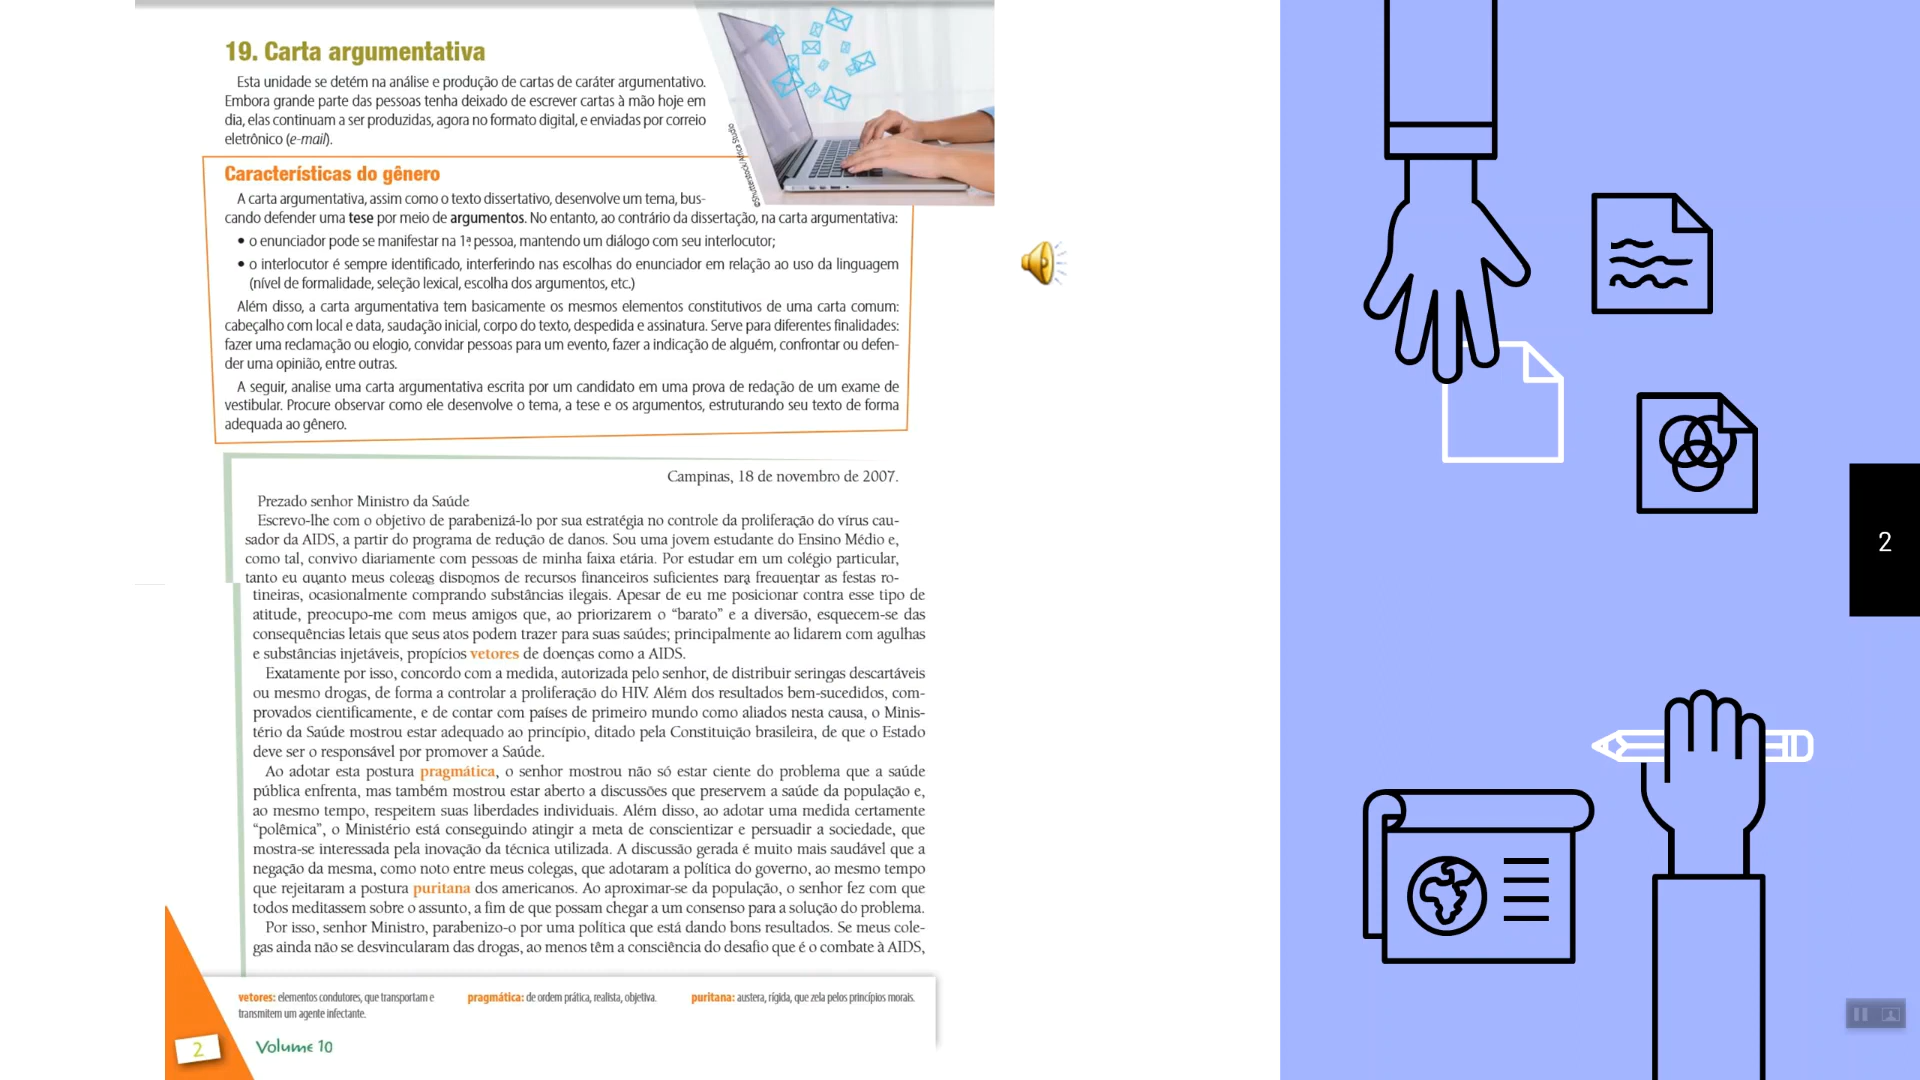 19. Carta argumentativa
Esta unidade se detém na análise e produção de cartas de caráter argumentativo.
Embora grande parte das pessoas tenha deixado de escrever cartas à mão hoje em
dia, elas continuam a ser produzidas, agora no formato digital, e enviadas por correio
eletrônico (e-mail).
©Shutterstock/Africa Studio
Características do gênero
A carta argumentativa, assim como o texto dissertativo, desenvolve um tema, bus-
cando defender uma tese por meio de argumentos. No entanto, ao contrário da dissertação, na carta argumentativa:
• o enunciador pode se manifestar na 1ª pessoa, mantendo um diálogo com seu interlocutor;
• o interlocutor é sempre identificado, interferindo nas escolhas do enunciador em relação ao uso da linguagem
(nível de formalidade, seleção lexical, escolha dos argumentos, etc.)
Além disso, a carta argumentativa tem basicamente os mesmos elementos constitutivos de uma carta comum:
cabeçalho com local e data, saudação inicial, corpo do texto, despedida e assinatura. Serve para diferentes finalidades:
fazer uma reclamação ou elogio, convidar pessoas para um evento, fazer a indicação de alguém, confrontar ou defen-
der uma opinião, entre outras.
A seguir, analise uma carta argumentativa escrita por um candidato em uma prova de redação de um exame de
vestibular. Procure observar como ele desenvolve o tema, a tese e os argumentos, estruturando seu texto de forma
adequada ao gênero.
Campinas, 18 de novembro de 2007.
Prezado senhor Ministro da Saúde
Escrevo-lhe com o objetivo de parabenizá-lo por sua estratégia no controle da proliferação do vírus cau-
sador da AIDS, a partir do programa de redução de danos. Sou uma jovem estudante do Ensino Médio e,
como tal, convivo diariamente com pessoas de minha faixa etária. Por estudar em um colégio particular,
tanto eu quanto meus colegas dispomos de recursos financeiros suficientes para frequentar as festas ro-
tineiras, ocasionalmente comprando substâncias ilegais. Apesar de eu me posicionar contra esse tipo de
atitude, preocupo-me com meus amigos que, ao priorizarem o “barato” e a diversão, esquecem-se das
consequências letais que seus atos podem trazer para suas saúdes; principalmente ao lidarem com agulhas
e substâncias injetáveis, propícios vetores de doenças como a AIDS.
Exatamente por isso, concordo com a medida, autorizada pelo senhor, de distribuir seringas descartáveis
ou mesmo drogas, de forma a controlar a proliferação do HIV. Além dos resultados bem-sucedidos, com-
provados cientificamente, e de contar com países de primeiro mundo como aliados nesta causa, o Minis-
tério da Saúde mostrou estar adequado ao princípio, ditado pela Constituição brasileira, de que o Estado
deve ser o responsável por promover a Saúde.
Ao adotar esta postura pragmática, o senhor mostrou não só estar ciente do problema que a saúde
pública enfrenta, mas também mostrou estar aberto a discussões que preservem a saúde da população e,
ao mesmo tempo, respeitem suas liberdades individuais. Além disso, ao adotar uma medida certamente
“polêmica”, o Ministério está conseguindo atingir a meta de conscientizar e persuadir a sociedade, que
mostra-se interessada pela inovação da técnica utilizada. A discussão gerada é muito mais saudável que a
negação da mesma, como noto entre meus colegas, que adotaram a política do governo, ao mesmo tempo
que rejeitaram a postura puritana dos americanos. Ao aproximar-se da população, o senhor fez com que
todos meditassem sobre o assunto, a fim de que possam chegar a um consenso para a solução do problema.
Por isso, senhor Ministro, parabenizo-o por uma política que está dando bons resultados. Se meus cole-
gas ainda não se desvincularam das drogas, ao menos têm a consciência do desafio que é o combate à AIDS,
vetores: elementos condutores, que transportam e
transmitem um agente infectante.
pragmática: de ordem prática, realista, objetiva.
puritana: austera, rígida, que zela pelos princípios morais.
2
Volume 10
2